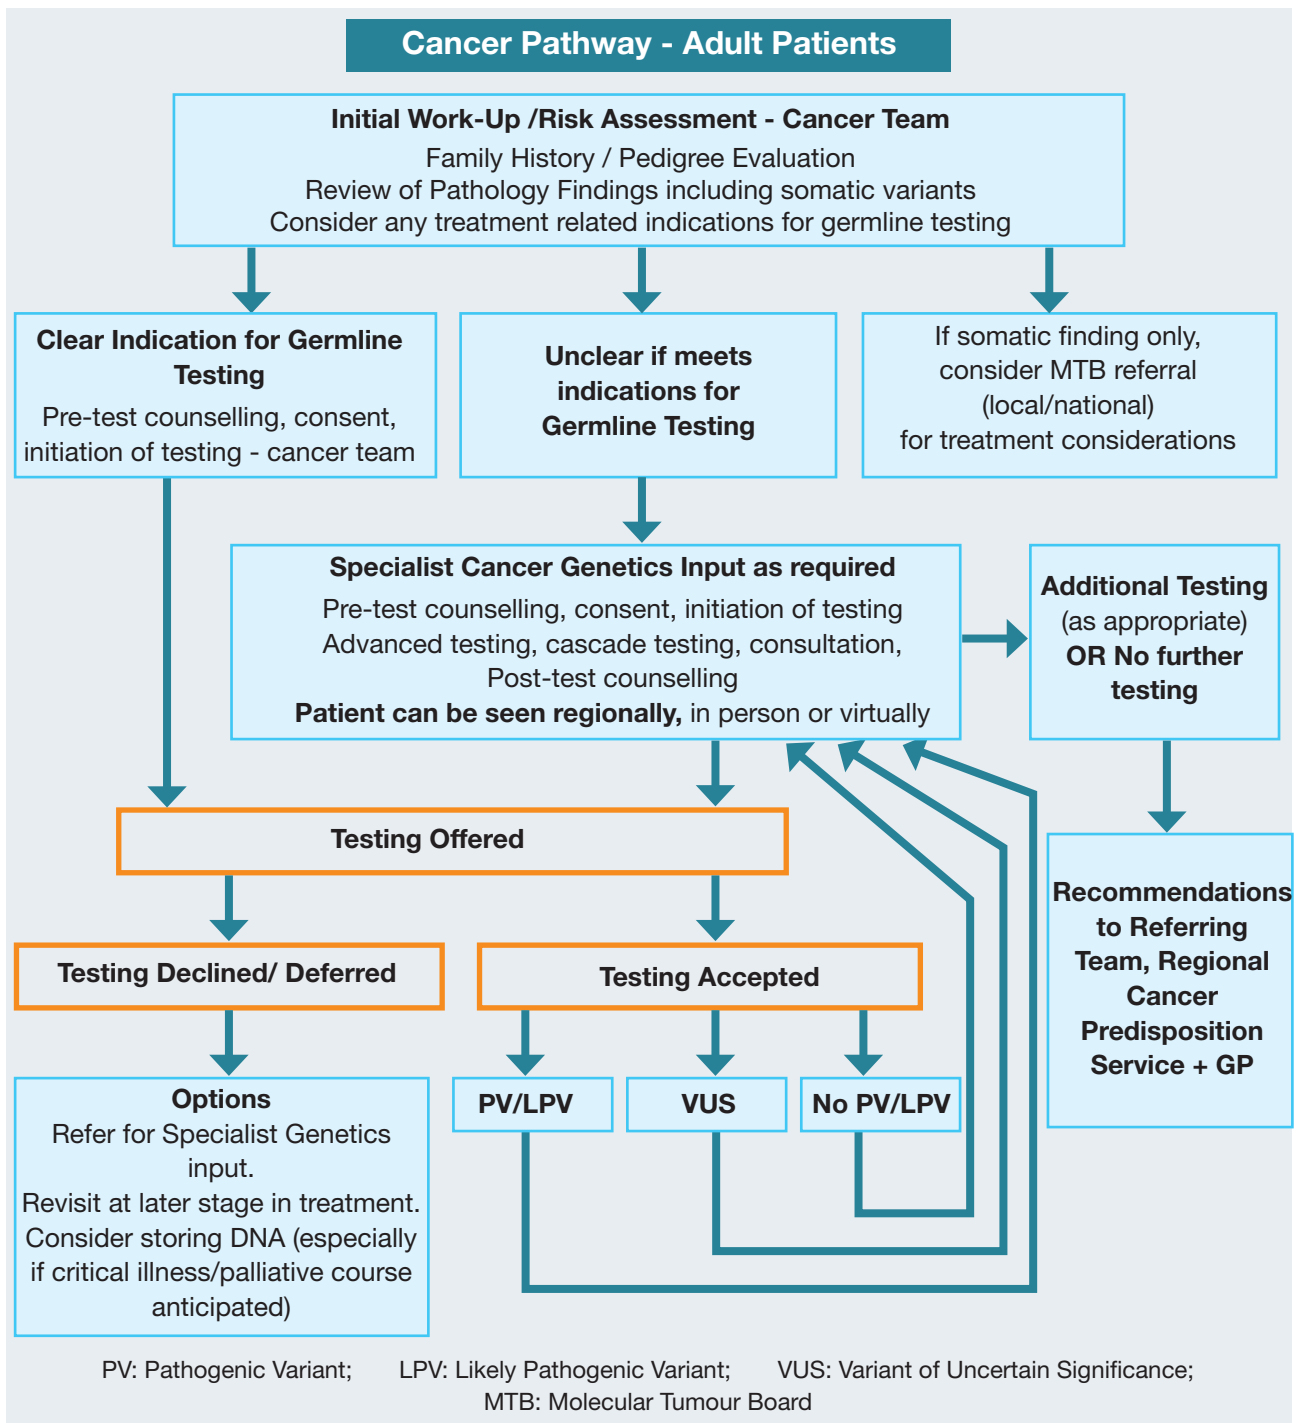 Cancer Pathway - Adult Patients
Initial Work-Up /Risk Assessment - Cancer Team
Family History / Pedigree Evaluation
Review of Pathology Findings including somatic variants
Consider any treatment related indications for germline testing
Clear Indication for Germline
Testing
Pre-test counselling, consent,
initiation of testing - cancer team
Unclear if meets
indications for
Germline Testing
If somatic finding only,
consider MTB referral
(local/national)
for treatment considerations
Specialist Cancer Genetics Input as required
Pre-test counselling, consent, initiation of testing
Advanced testing, cascade testing, consultation,
Post-test counselling
Patient can be seen regionally, in person or virtually
Additional Testing
(as appropriate)
OR No further
testing
Testing Offered
Recommendations
to Referring
Team, Regional
Cancer
Predisposition
Service + GP
Testing Declined/ Deferred
Testing Accepted
Options
Refer for Specialist Genetics
input.
Revisit at later stage in treatment.
Consider storing DNA (especially
if critical illness/palliative course
anticipated)
PV/LPV
VUS
No PV/LPV
PV: Pathogenic Variant; LPV: Likely Pathogenic Variant; VUS: Variant of Uncertain Significance;
MTB: Molecular Tumour Board